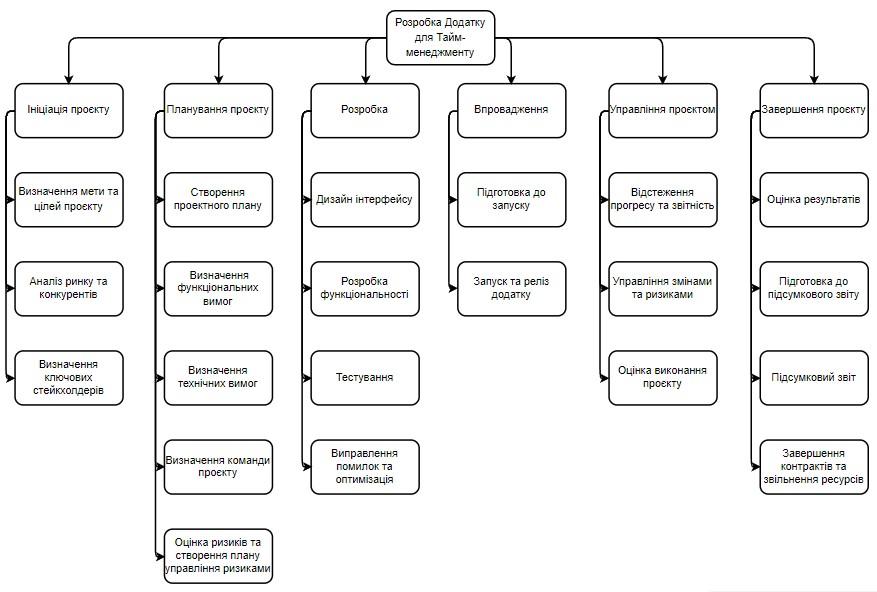 Розробка Додатку
для Тайм-
менеджменту
Ініціація проєкту
Планування проєкту
Розробка
Впровадження
Управління проєктом
Завершення проєкту
Визначення мети та
цілей проєкту
Створення
проектного плану
Дизайн інтерфейсу
Підготовка до
запуску
Відстеження
прогресу та звітність
Оцінка результатів
Аналіз ринку та
конкурентів
Визначення
функціональних
вимог
Розробка
функціональності
Запуск та реліз
додатку
Управління змінами
та ризиками
Підготовка до
підсумкового звіту
Визначення
ключових
стейкхолдерів
Визначення
технічних вимог
Тестування
Оцінка виконання
проєкту
Підсумковий звіт
Визначення команди
проєкту
Виправлення
помилок та
оптимізація
Завершення
контрактів та
звільнення ресурсів
Оцінка ризиків та
створення плану
управління ризиками